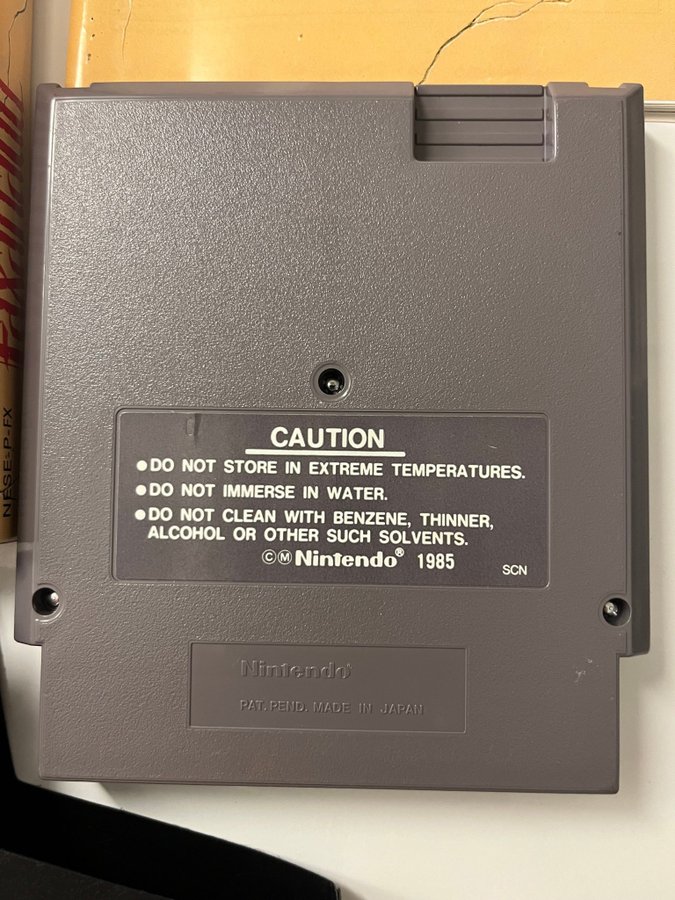 CAUTION
●DO NOT STORE IN EXTREME TEMPERATURES.
●DO NOT IMMERSE IN WATER.
●DO NOT CLEAN WITH BENZENE, THINNER,
ALCOHOL OR OTHER SUCH SOLVENTS.
ⒸⓂNintendo® 1985
SCN
Nintendo®
PAT. PEND. MADE IN JAPAN
NESE-P-FX